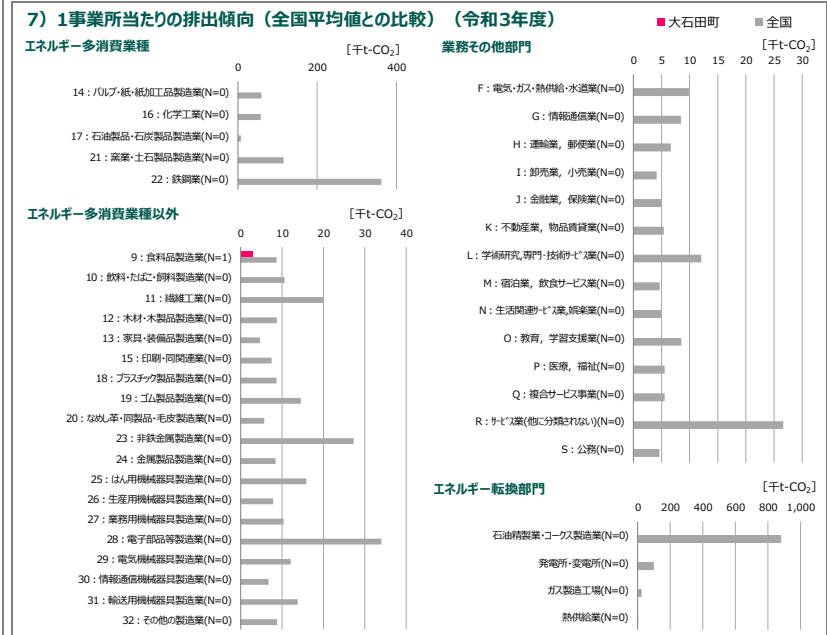 7）1事業所当たりの排出傾向（全国平均値との比較）（令和3年度）
■大石田町 ■全国
エネルギー多消費業種
［千t-CO₂］
0 200 400
14：パルプ・紙・紙加工品製造業(N=0)
16：化学工業(N=0)
17：石油製品・石炭製品製造業(N=0)
21：窯業・土石製品製造業(N=0)
22：鉄鋼業(N=0)
エネルギー多消費業種以外
［千t-CO₂］
0 10 20 30 40
9：食料品製造業(N=1)
10：飲料・たばこ・飼料製造業(N=0)
11：繊維工業(N=0)
12：木材・木製品製造業(N=0)
13：家具・装備品製造業(N=0)
15：印刷・同関連業(N=0)
18：プラスチック製品製造業(N=0)
19：ゴム製品製造業(N=0)
20：なめし革・同製品・毛皮製造業(N=0)
23：非鉄金属製造業(N=0)
24：金属製品製造業(N=0)
25：はん用機械器具製造業(N=0)
26：生産用機械器具製造業(N=0)
27：業務用機械器具製造業(N=0)
28：電子部品等製造業(N=0)
29：電気機械器具製造業(N=0)
30：情報通信機械器具製造業(N=0)
31：輸送用機械器具製造業(N=0)
32：その他の製造業(N=0)
業務その他部門
［千t-CO₂］
0 5 10 15 20 25 30
F：電気・ガス・熱供給・水道業(N=0)
G：情報通信業(N=0)
H：運輸業，郵便業(N=0)
I：卸売業，小売業(N=0)
J：金融業，保険業(N=0)
K：不動産業，物品賃貸業(N=0)
L：学術研究,専門・技術ｻｰﾋﾞｽ業(N=0)
M：宿泊業，飲食サービス業(N=0)
N：生活関連ｻｰﾋﾞｽ業,娯楽業(N=0)
O：教育，学習支援業(N=0)
P：医療，福祉(N=0)
Q：複合サービス事業(N=0)
R：ｻｰﾋﾞｽ業(他に分類されない)(N=0)
S：公務(N=0)
エネルギー転換部門
［千t-CO₂］
0 200 400 600 800 1,000
石油精製業・コークス製造業(N=0)
発電所・変電所(N=0)
ガス製造工場(N=0)
熱供給業(N=0)